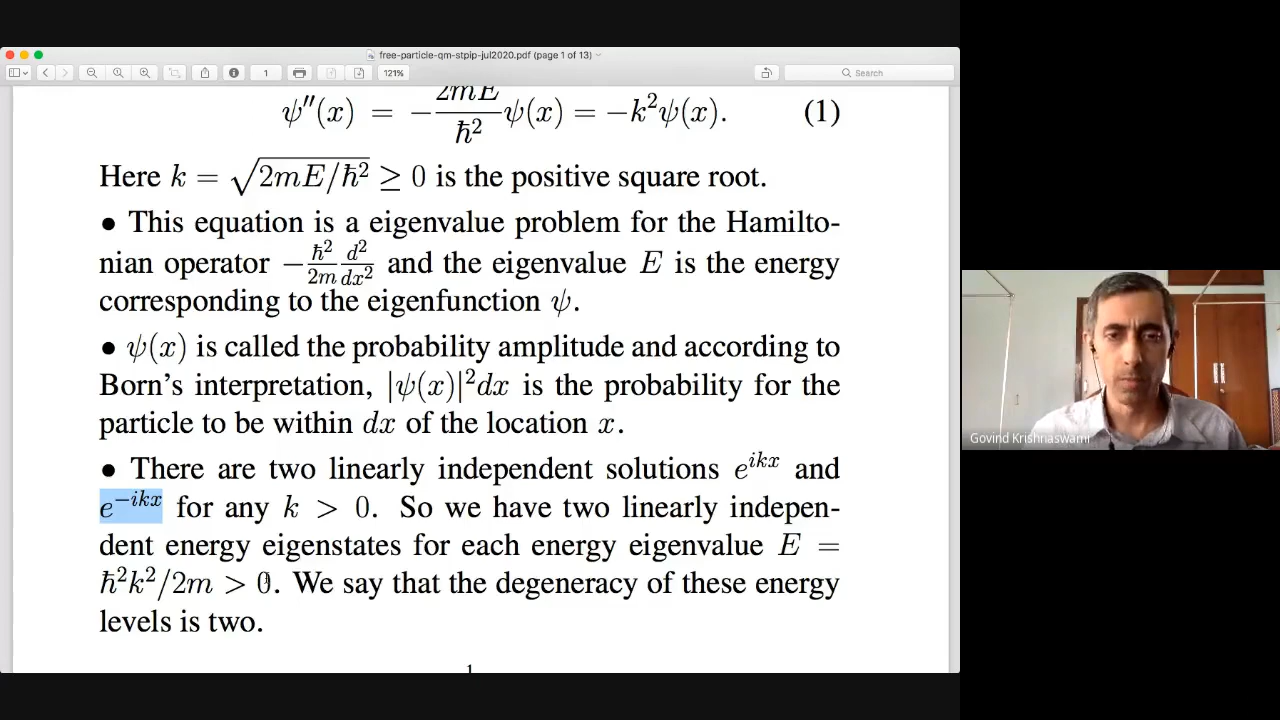 free-particle-qm-stpip-jul2020.pdf (page 1 of 13)
1
121%
Search
ψ″(x) = −2mE/ħ² ψ(x) = −k²ψ(x). (1)
Here k = √2mE/ħ² ≥ 0 is the positive square root.
• This equation is a eigenvalue problem for the Hamilto-
nian operator −ħ²/2m d²/dx² and the eigenvalue E is the energy
corresponding to the eigenfunction ψ.
• ψ(x) is called the probability amplitude and according to
Born's interpretation, |ψ(x)|²dx is the probability for the
particle to be within dx of the location x.
• There are two linearly independent solutions e^{ikx} and
e^{−ikx} for any k > 0. So we have two linearly indepen-
dent energy eigenstates for each energy eigenvalue E =
ħ²k²/2m > 0. We say that the degeneracy of these energy
levels is two.
1
Govind Krishnaswami